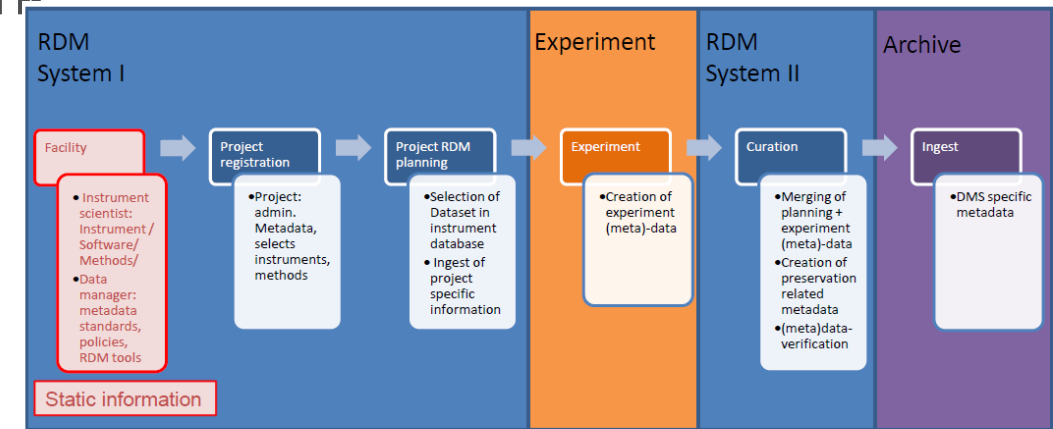 RDM
System I
Experiment
RDM
System II
Archive
Facility
• Instrument
scientist:
Instrument /
Software/
Methods/
•Data
manager:
metadata
standards,
policies,
RDM tools
Static information
Project
registration
•Project:
admin.
Metadata,
selects
instruments,
methods
Project RDM
planning
•Selection of
Dataset in
instrument
database
• Ingest of
project
specific
information
Experiment
•Creation of
experiment
(meta)-data
Curation
•Merging of
planning +
experiment
(meta)-data
•Creation of
preservation
related
metadata
•(meta)data-
verification
Ingest
•DMS specific
metadata